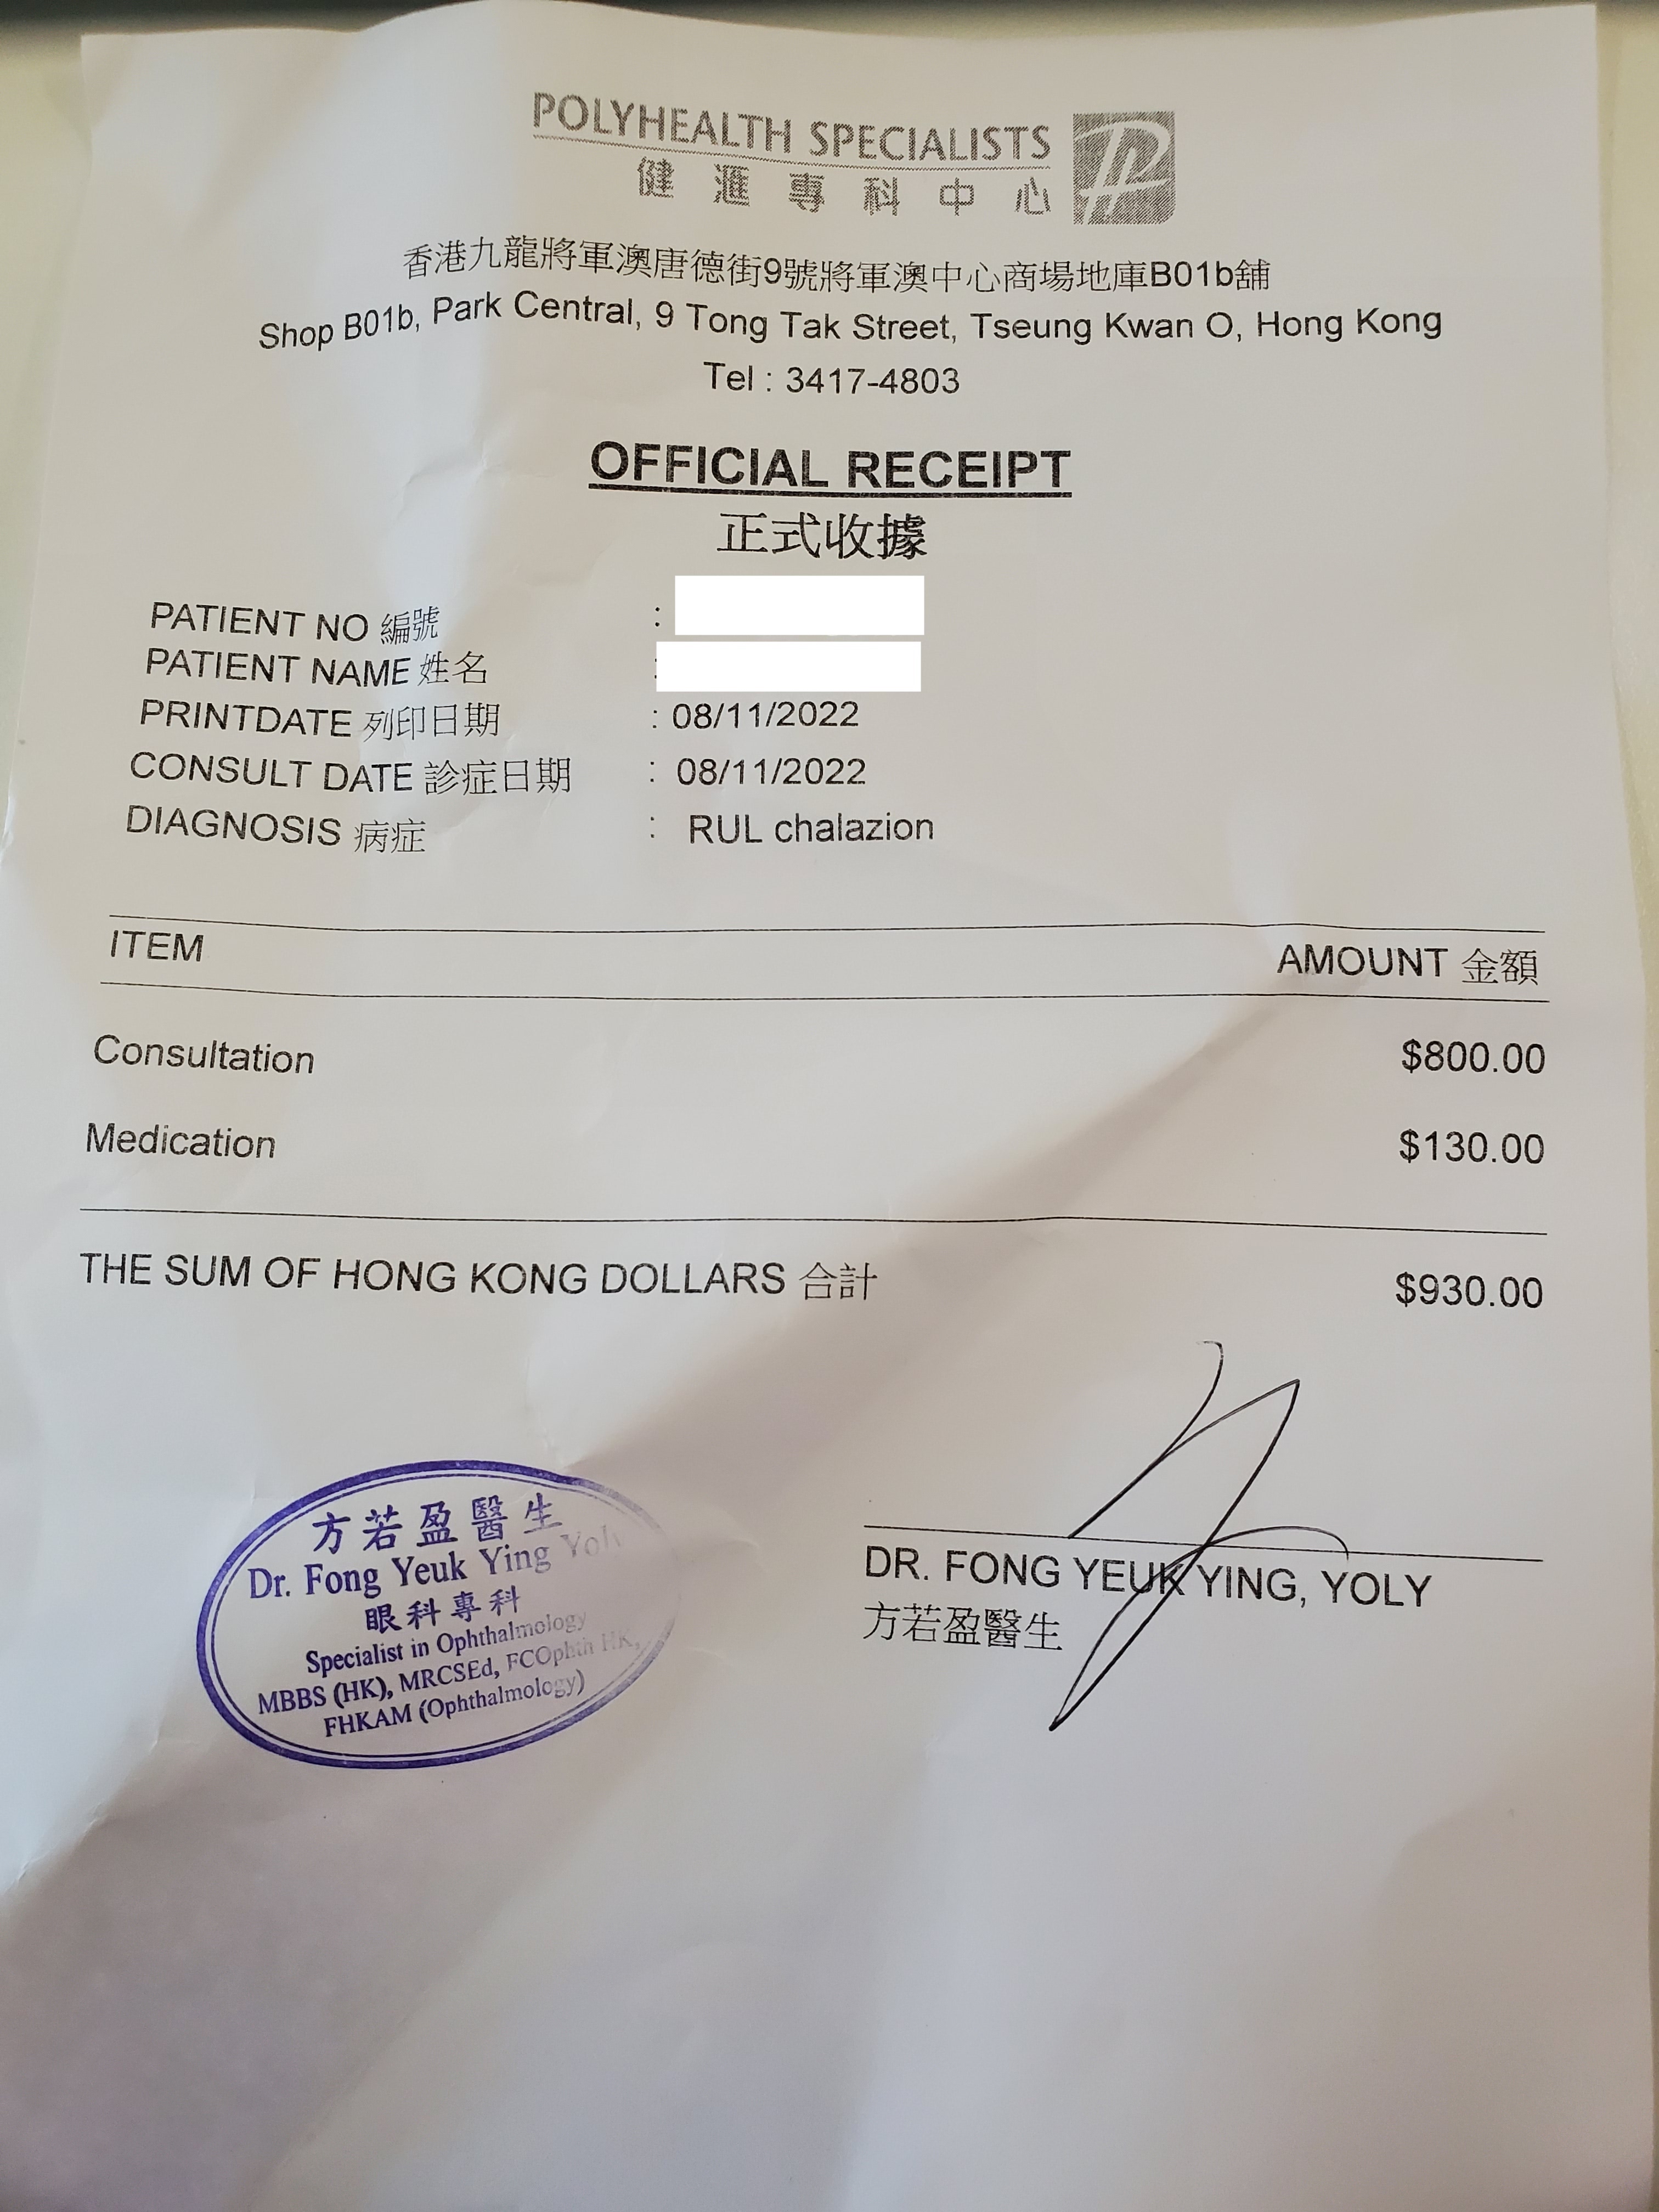 POLYHEALTH SPECIALISTS
健滙專科中心
香港九龍將軍澳唐德街9號將軍澳中心商場地庫B01b舖
Shop B01b, Park Central, 9 Tong Tak Street, Tseung Kwan O, Hong Kong
Tel : 3417-4803
OFFICIAL RECEIPT
正式收據
PATIENT NO 編號 :
PATIENT NAME 姓名 :
PRINTDATE 列印日期 : 08/11/2022
CONSULT DATE 診症日期 : 08/11/2022
DIAGNOSIS 病症 : RUL chalazion
ITEM AMOUNT 金額
Consultation $800.00
Medication $130.00
THE SUM OF HONG KONG DOLLARS 合計 $930.00
方若盈醫生
Dr. Fong Yeuk Ying Yoly
眼科專科
Specialist in Ophthalmology
MBBS (HK), MRCSEd, FCOphth HK,
FHKAM (Ophthalmology)
DR. FONG YEUK YING, YOLY
方若盈醫生